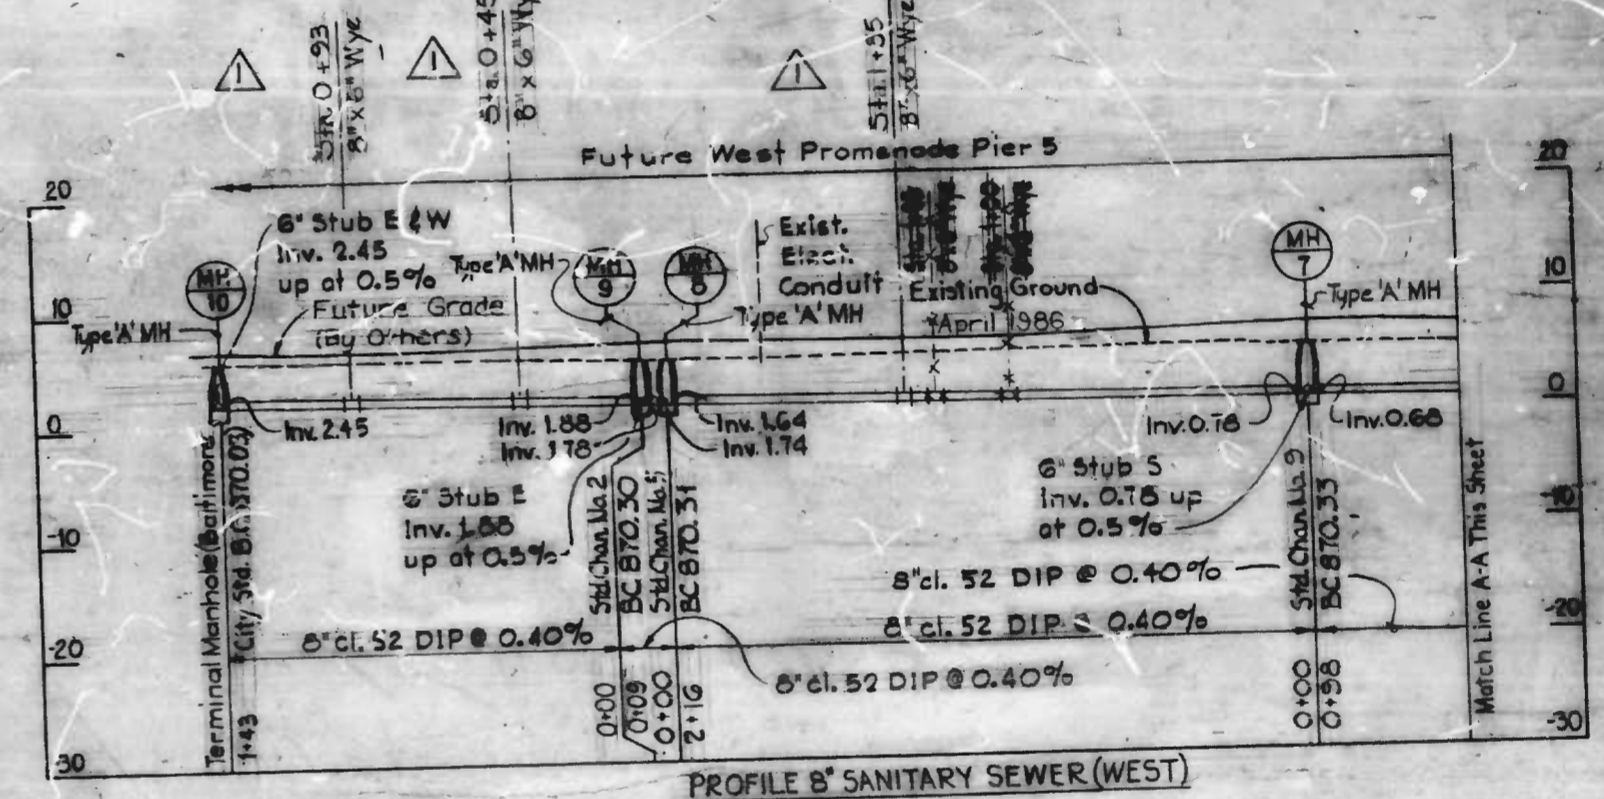 1
Sta. 0+93
8"x6" Wye
1
Sta. 0+45
8"x6" Wye
1
Sta. 1+35
8"x6" Wye
Future West Promenade Pier 5
20
20
10
10
0
0
-10
-20
-20
-30
30
6" Stub E & W
Inv. 2.45
up at 0.5%
Future Grade
(By Others)
MH
10
Type 'A' MH
Type 'A' MH
MH
9
MH
8
Type 'A' MH
Exist.
Elect.
Conduit
Existing Ground
April 1986
MH
7
Type 'A' MH
Inv. 2.45
Inv. 1.88
Inv. 1.78
Inv. 1.64
Inv. 1.74
Inv. 0.78
Inv. 0.68
6" Stub E
Inv. 1.88
up at 0.5%
6" Stub S
Inv. 0.78 up
at 0.5%
Terminal Manhole (Baltimore
City Std. B.C. 870.03)
1+43
Std. Chan. No. 2
BC 870.30
Std. Chan. No. 5
BC 870.31
Std. Chan. No. 9
BC 870.33
8" cl. 52 DIP @ 0.40%
8" cl. 52 DIP @ 0.40%
8" cl. 52 DIP @ 0.40%
8" cl. 52 DIP @ 0.40%
0+00
0+09
0+00
2+16
0+00
0+98
Match Line A-A This Sheet
PROFILE 8" SANITARY SEWER (WEST)